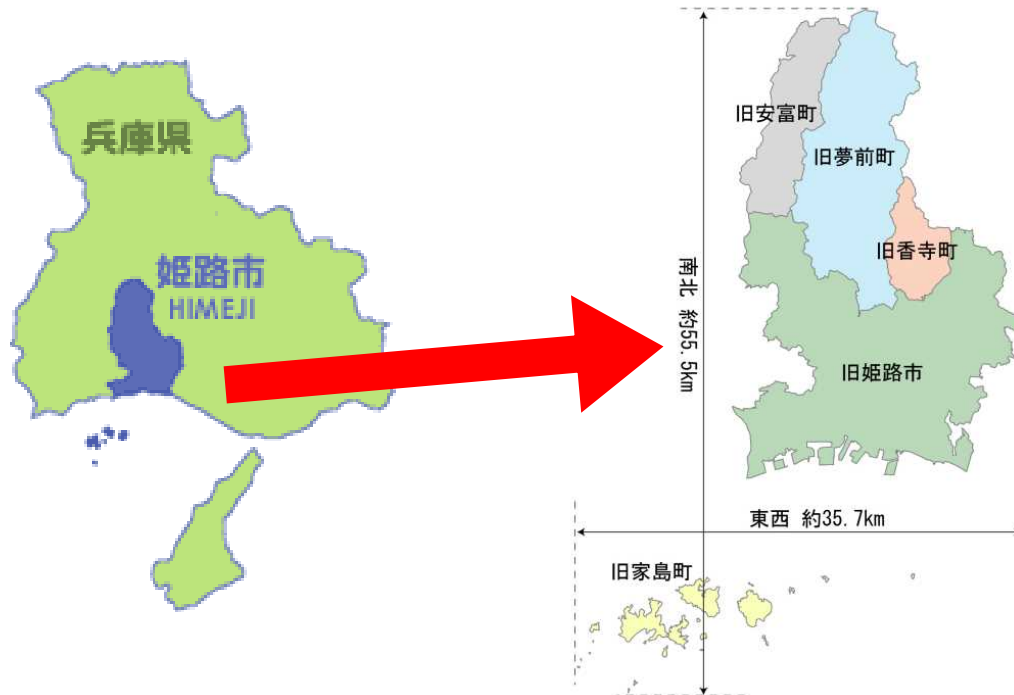 兵庫県
姫路市
HIMEJI
旧安富町
旧夢前町
旧香寺町
旧姫路市
南北 約55.5km
東西 約35.7km
旧家島町